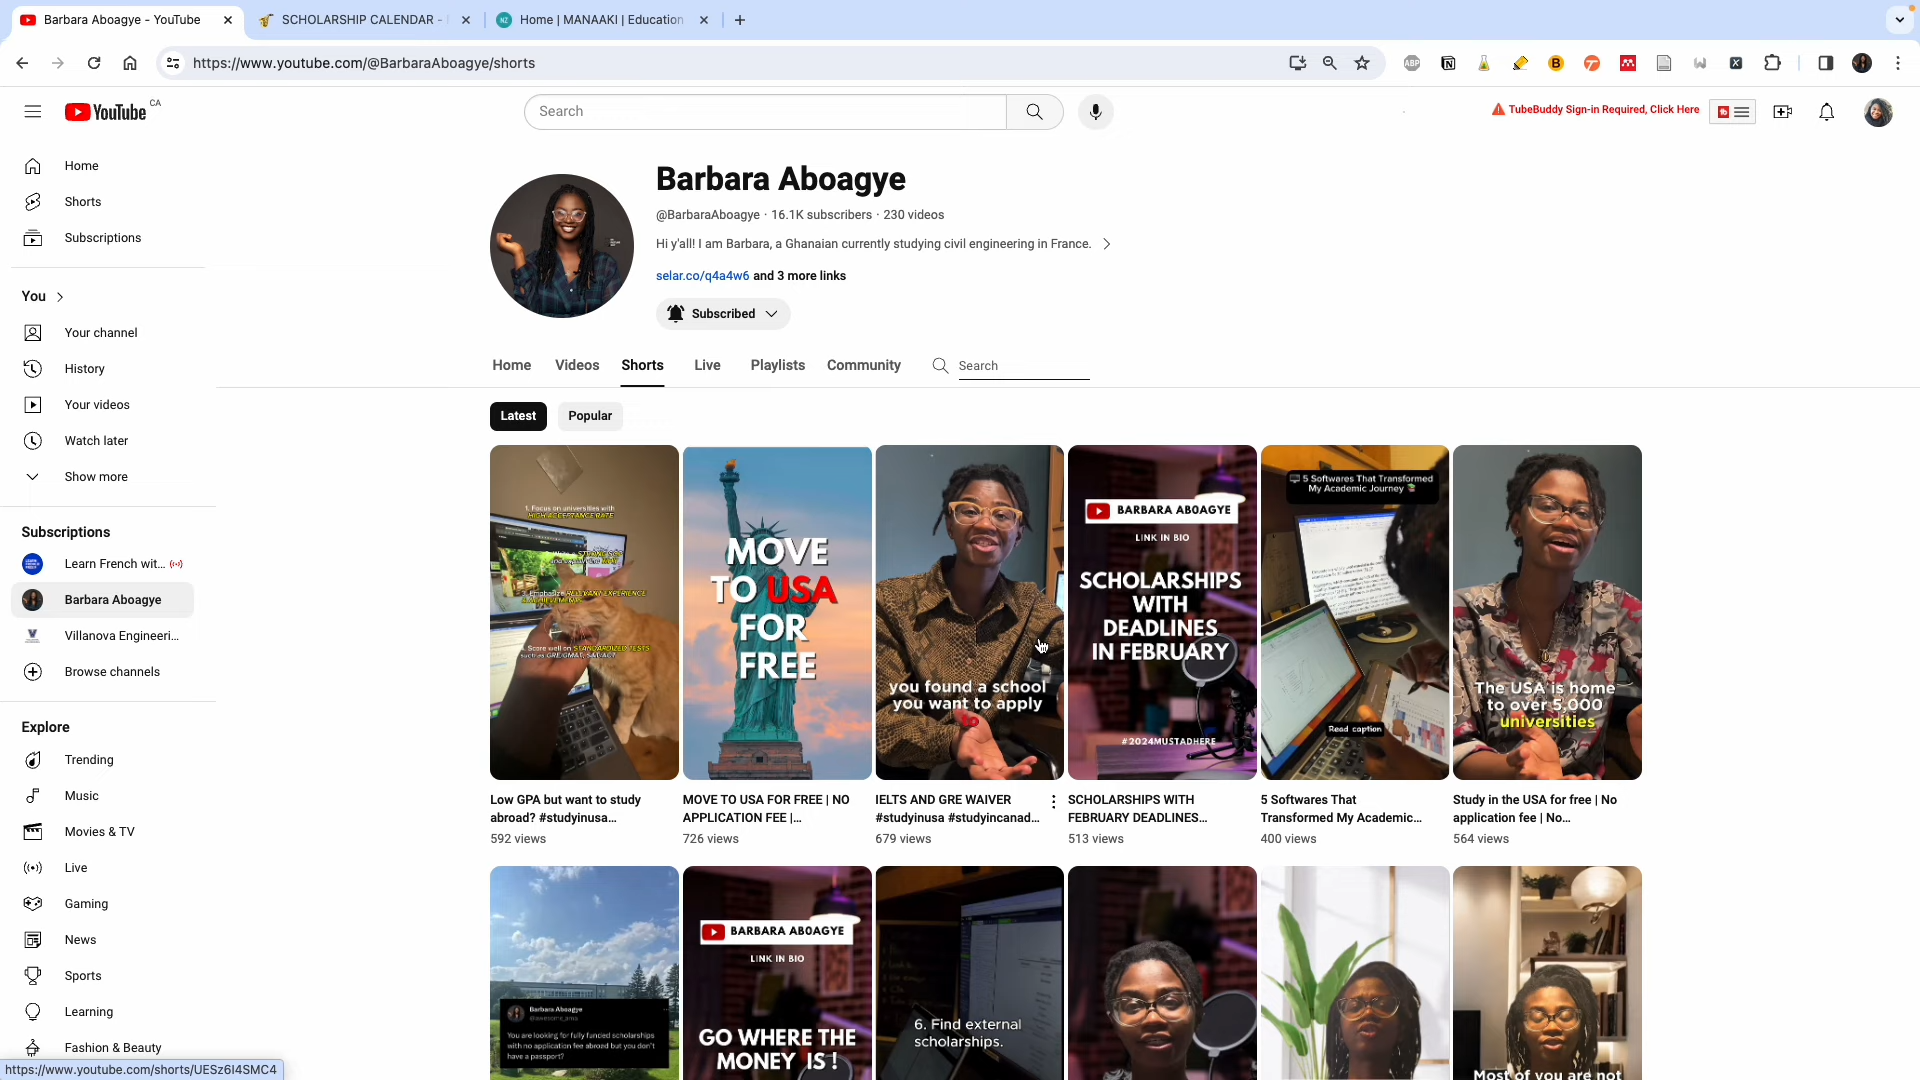 Barbara Aboagye - YouTube
SCHOLARSHIP CALENDAR -
Home | MANAAKI | Education
https://www.youtube.com/@BarbaraAboagye/shorts
YouTube CA
Search
TubeBuddy Sign-in Required, Click Here
Home
Shorts
Subscriptions
You
Your channel
History
Your videos
Watch later
Show more
Subscriptions
Learn French wit...
Barbara Aboagye
Villanova Engineeri...
Browse channels
Explore
Trending
Music
Movies & TV
Live
Gaming
News
Sports
Learning
Fashion & Beauty
https://www.youtube.com/shorts/UESz6I4SMC4
Barbara Aboagye
@BarbaraAboagye · 16.1K subscribers · 230 videos
Hi y'all! I am Barbara, a Ghanaian currently studying civil engineering in France.
selar.co/q4a4w6 and 3 more links
Subscribed
Home Videos Shorts Live Playlists Community Search
Latest Popular
1. Focus on universities with
HIGH ACCEPTANCE RATE
3. Emphasize RELEVANT EXPERIENCE
& ACHIEVEMENTS
4. Score well on STANDARDIZED TESTS
such as GRE/GMAT, SAT/ACT
MOVE
TO USA
FOR
FREE
you found a school
you want to apply
BARBARA ABOAGYE
LINK IN BIO
SCHOLARSHIPS
WITH
DEADLINES
IN FEBRUARY
#2024MUSTADHERE
5 Softwares That Transformed
My Academic Journey
Read caption
The USA is home
to over 5,000
universities
Low GPA but want to study
abroad? #studyinusa...
592 views
MOVE TO USA FOR FREE | NO
APPLICATION FEE |...
726 views
IELTS AND GRE WAIVER
#studyinusa #studyincanad...
679 views
SCHOLARSHIPS WITH
FEBRUARY DEADLINES...
513 views
5 Softwares That
Transformed My Academic...
400 views
Study in the USA for free | No
application fee | No...
564 views
Barbara Aboagye
You are looking for fully funded scholarships
with no application fee abroad but you don't
have a passport?
BARBARA ABOAGYE
LINK IN BIO
GO WHERE THE
MONEY IS !
6. Find external
scholarships.
Most of you are not